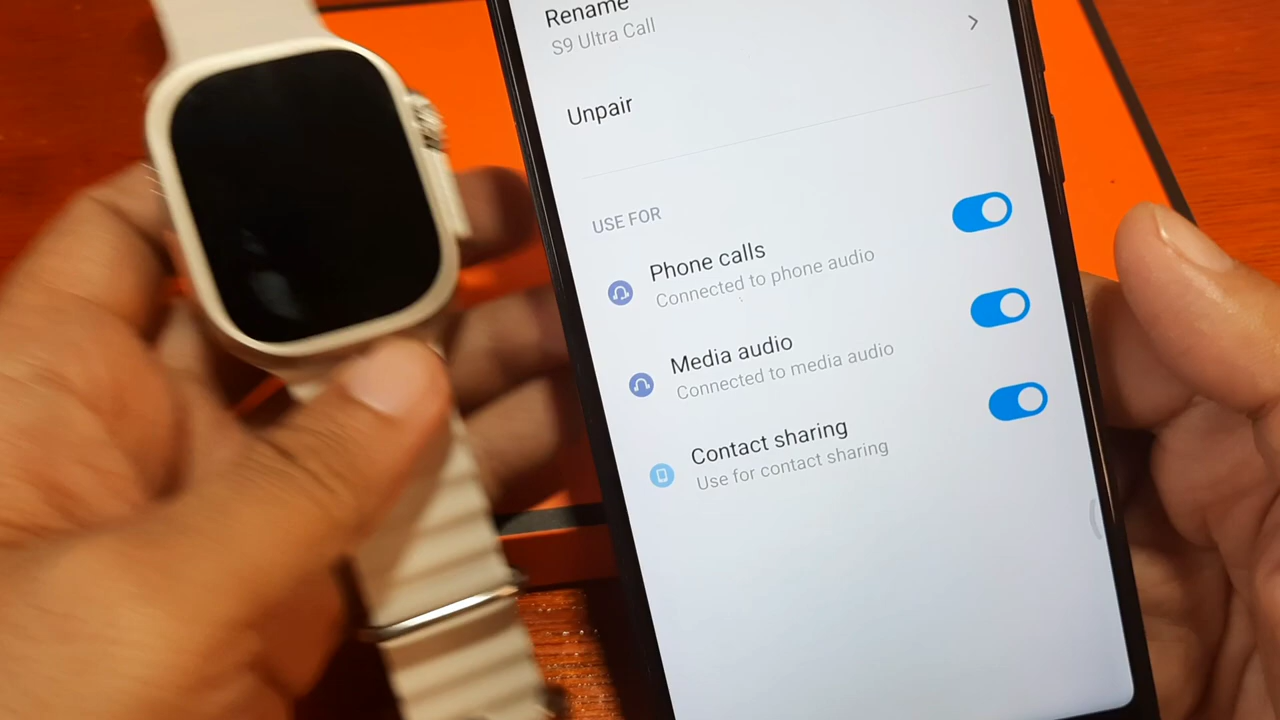 Rename
S9 Ultra Call
Unpair
USE FOR
Phone calls
Connected to phone audio
Media audio
Connected to media audio
Contact sharing
Use for contact sharing